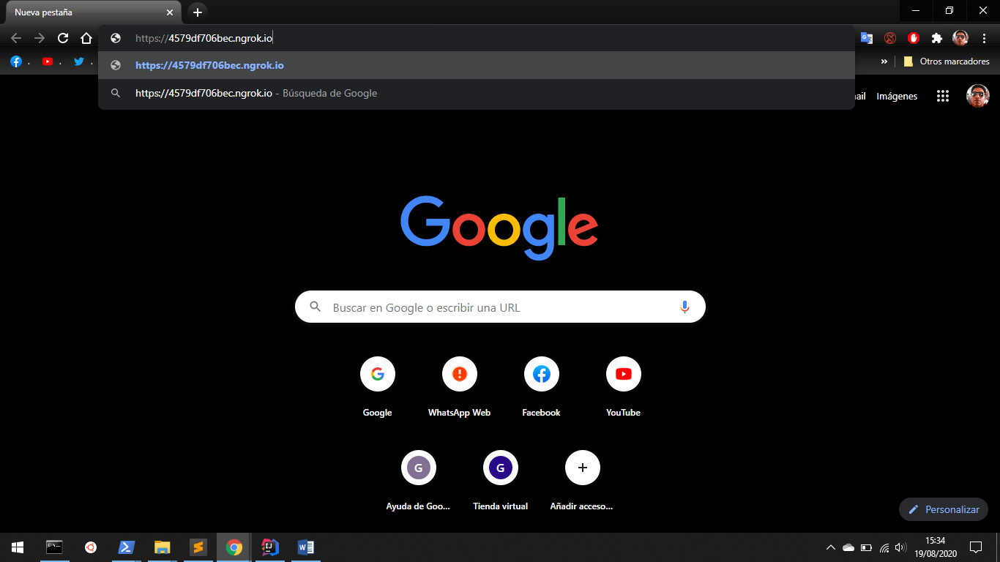 Nueva pestaña
https://4579df706bec.ngrok.io
https://4579df706bec.ngrok.io
https://4579df706bec.ngrok.io - Búsqueda de Google
Otros marcadores
ail Imágenes
Google
Buscar en Google o escribir una URL
Google WhatsApp Web Facebook YouTube
G G
Ayuda de Goo... Tienda virtual Añadir acceso...
Personalizar
15:34
19/08/2020